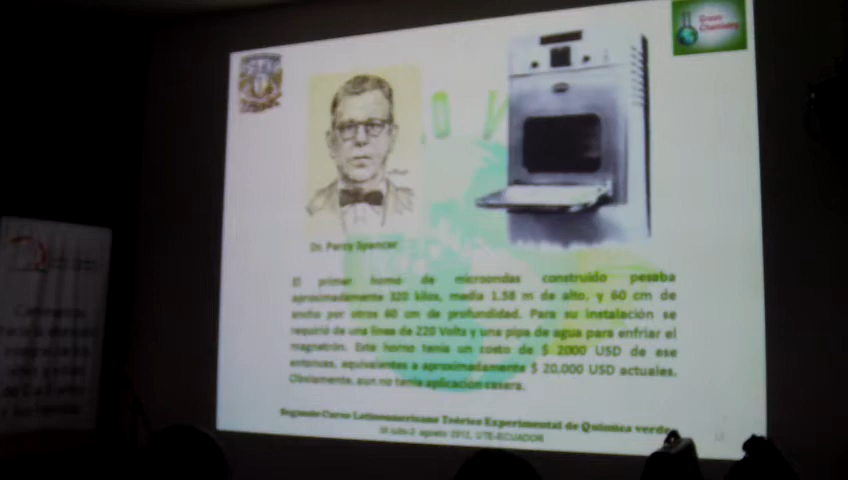 Green
Chemistry
Dr. Percy Spencer
El primer horno de microondas construido pesaba
aproximadamente 320 kilos, media 1.58 m de alto, y 60 cm de
ancho por otros 60 cm de profundidad. Para su instalación se
requirió de una linea de 220 Volts y una pipa de agua para enfriar el
magnetrón. Este horno tenía un costo de $ 2000 USD de ese
entonces, equivalentes a aproximadamente $ 20,000 USD actuales.
Obviamente, aun no tenía aplicación casera.
Segundo Curso Latinoamericano Teórico Experimental de Química verde
julio-2 agosto 2012, UTE-ECUADOR